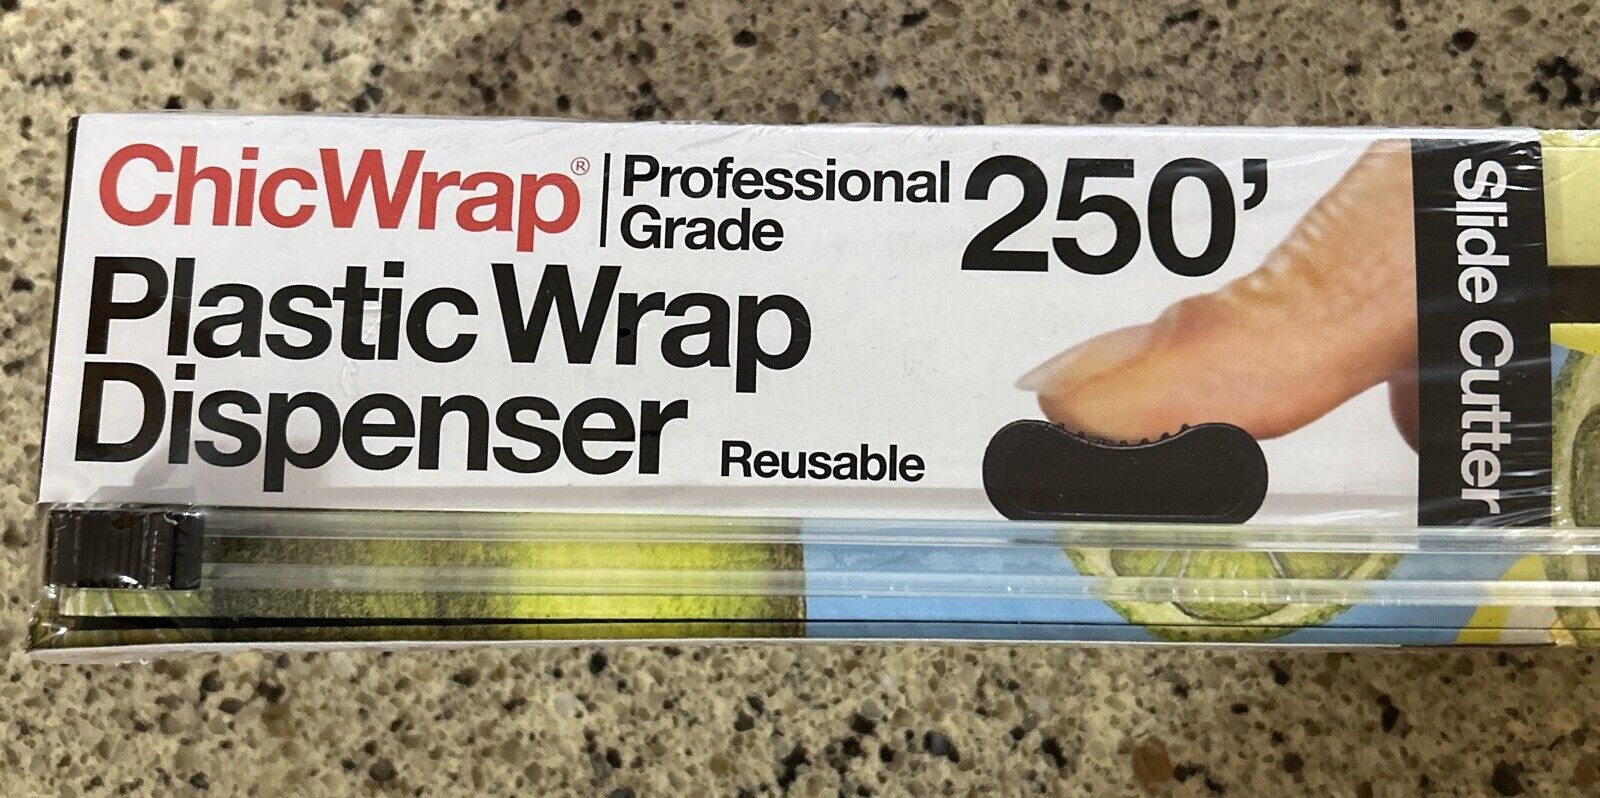 ChicWrap®
Professional
Grade
250’
Plastic Wrap
Dispenser
Reusable
Slide Cutter